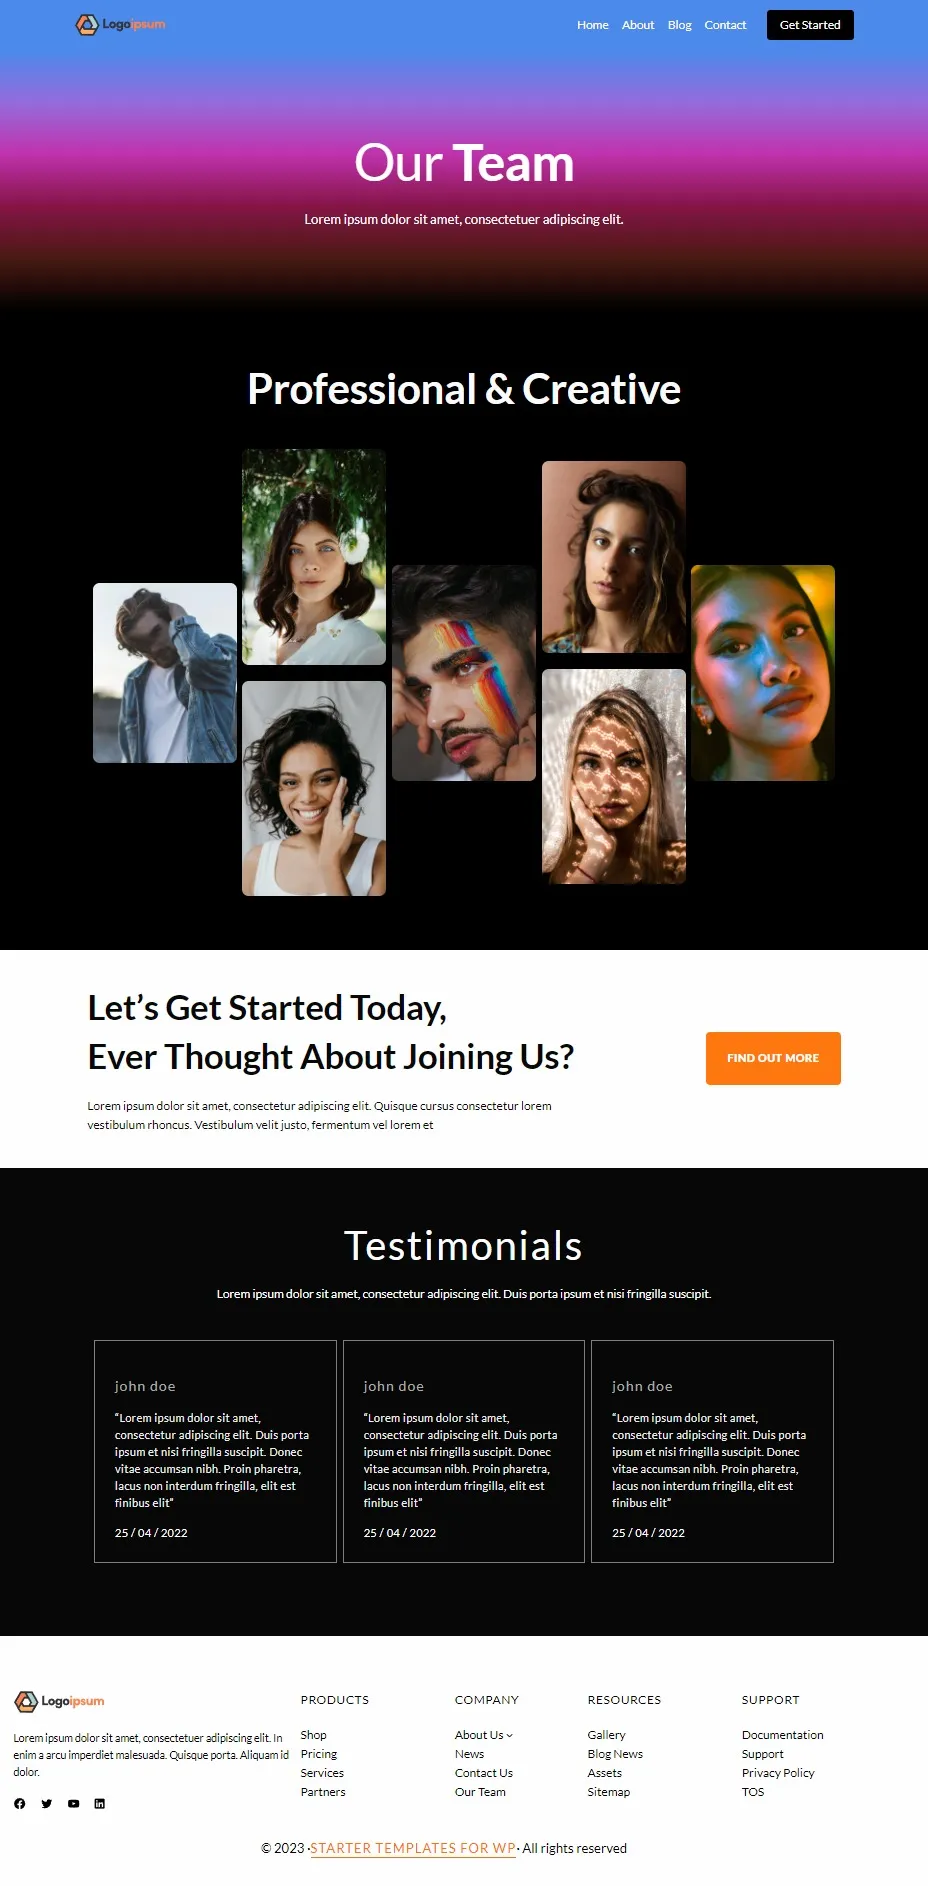 Logoipsum
Home About Blog Contact Get Started
Our Team
Lorem ipsum dolor sit amet, consectetuer adipiscing elit.
Professional & Creative
Let’s Get Started Today,
Ever Thought About Joining Us?
Lorem ipsum dolor sit amet, consectetur adipiscing elit. Quisque cursus consectetur lorem
vestibulum rhoncus. Vestibulum velit justo, fermentum vel lorem et
FIND OUT MORE
Testimonials
Lorem ipsum dolor sit amet, consectetur adipiscing elit. Duis porta ipsum et nisi fringilla suscipit.
john doe
“Lorem ipsum dolor sit amet,
consectetur adipiscing elit. Duis porta
ipsum et nisi fringilla suscipit. Donec
vitae accumsan nibh. Proin pharetra,
lacus non interdum fringilla, elit est
finibus elit”
25 / 04 / 2022
john doe
“Lorem ipsum dolor sit amet,
consectetur adipiscing elit. Duis porta
ipsum et nisi fringilla suscipit. Donec
vitae accumsan nibh. Proin pharetra,
lacus non interdum fringilla, elit est
finibus elit”
25 / 04 / 2022
john doe
“Lorem ipsum dolor sit amet,
consectetur adipiscing elit. Duis porta
ipsum et nisi fringilla suscipit. Donec
vitae accumsan nibh. Proin pharetra,
lacus non interdum fringilla, elit est
finibus elit”
25 / 04 / 2022
Logoipsum
Lorem ipsum dolor sit amet, consectetuer adipiscing elit. In
enim a arcu imperdiet malesuada. Quisque porta. Aliquam id
dolor.
PRODUCTS
Shop
Pricing
Services
Partners
COMPANY
About Us
News
Contact Us
Our Team
RESOURCES
Gallery
Blog News
Assets
Sitemap
SUPPORT
Documentation
Support
Privacy Policy
TOS
© 2023 ·STARTER TEMPLATES FOR WP· All rights reserved